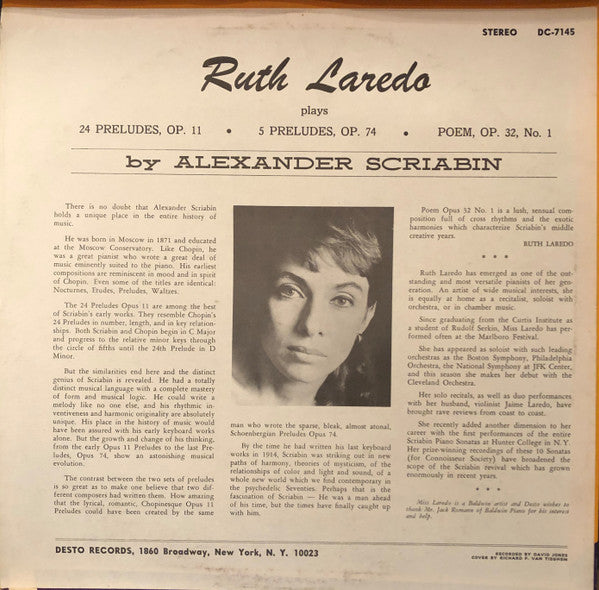 STEREO DC-7145
Ruth Laredo
plays
24 PRELUDES, OP. 11 • 5 PRELUDES, OP. 74 • POEM, OP. 32, No. 1
by ALEXANDER SCRIABIN
There is no doubt that Alexander Scriabin
holds a unique place in the entire history of
music.
He was born in Moscow in 1871 and educated
at the Moscow Conservatory. Like Chopin, he
was a great pianist who wrote a great deal of
music eminently suited to the piano. His earliest
compositions are reminiscent in mood and in spirit
of Chopin. Even some of the titles are identical:
Nocturnes, Etudes, Preludes, Waltzes.
The 24 Preludes Opus 11 are among the best
of Scriabin's early works. They resemble Chopin's
24 Preludes in number, length, and in key relation-
ships. Both Scriabin and Chopin begin in C Major
and progress to the relative minor keys through
the circle of fifths until the 24th Prelude in D
Minor.
But the similarities end here and the distinct
genius of Scriabin is revealed. He had a totally
distinct musical language with a complete mastery
of form and musical logic. He could write a
melody like no one else, and his rhythmic in-
ventiveness and harmonic originality are absolutely
unique. His place in the history of music would
have been assured with his early keyboard works
alone. But the growth and change of his thinking,
from the early Opus 11 Preludes to the last Pre-
ludes, Opus 74, show an astonishing musical
evolution.
The contrast between the two sets of preludes
is so great as to make one believe that two dif-
ferent composers had written them. How amazing
that the lyrical, romantic, Chopinesque Opus 11
Preludes could have been created by the same
man who wrote the sparse, bleak, almost atonal,
Schoenbergian Preludes Opus 74.
By the time he had written his last keyboard
works in 1914, Scriabin was striking out in new
paths of harmony, theories of mysticism, of the
relationships of color and light and sound, of a
whole new world which we find contemporary in
the psychedelic Seventies. Perhaps that is the
fascination of Scriabin — He was a man ahead
of his time, but the times have finally caught up
with him.
Poem Opus 32 No. 1 is a lush, sensual com-
position full of cross rhythms and the exotic
harmonies which characterize Scriabin's middle
creative years.
RUTH LAREDO
* * *
Ruth Laredo has emerged as one of the out-
standing and most versatile pianists of her gen-
eration. An artist of wide musical interests, she
is equally at home as a recitalist, soloist with
orchestra, or in chamber music.
Since graduating from the Curtis Institute as
a student of Rudolf Serkin, Miss Laredo has per-
formed often at the Marlboro Festival.
She has appeared as soloist with such leading
orchestras as the Boston Symphony, Philadelphia
Orchestra, the National Symphony at JFK Center,
and this season she makes her debut with the
Cleveland Orchestra.
Her solo recitals, as well as duo performances
with her husband, violinist Jaime Laredo, have
brought rave reviews from coast to coast.
She recently added another dimension to her
career with the first performances of the entire
Scriabin Piano Sonatas at Hunter College in N. Y.
Her prize-winning recordings of these 10 Sonatas
(for Connoisseur Society) have broadened the
scope of the Scriabin revival which has grown
enormously in recent years.
* * *
Miss Laredo is a Baldwin artist and Desto wishes to
thank Mr. Jack Romann of Baldwin Piano for his interest
and help.
DESTO RECORDS, 1860 Broadway, New York, N. Y. 10023
RECORDED BY DAVID JONES
COVER BY RICHARD P. VAN TIEGHEM